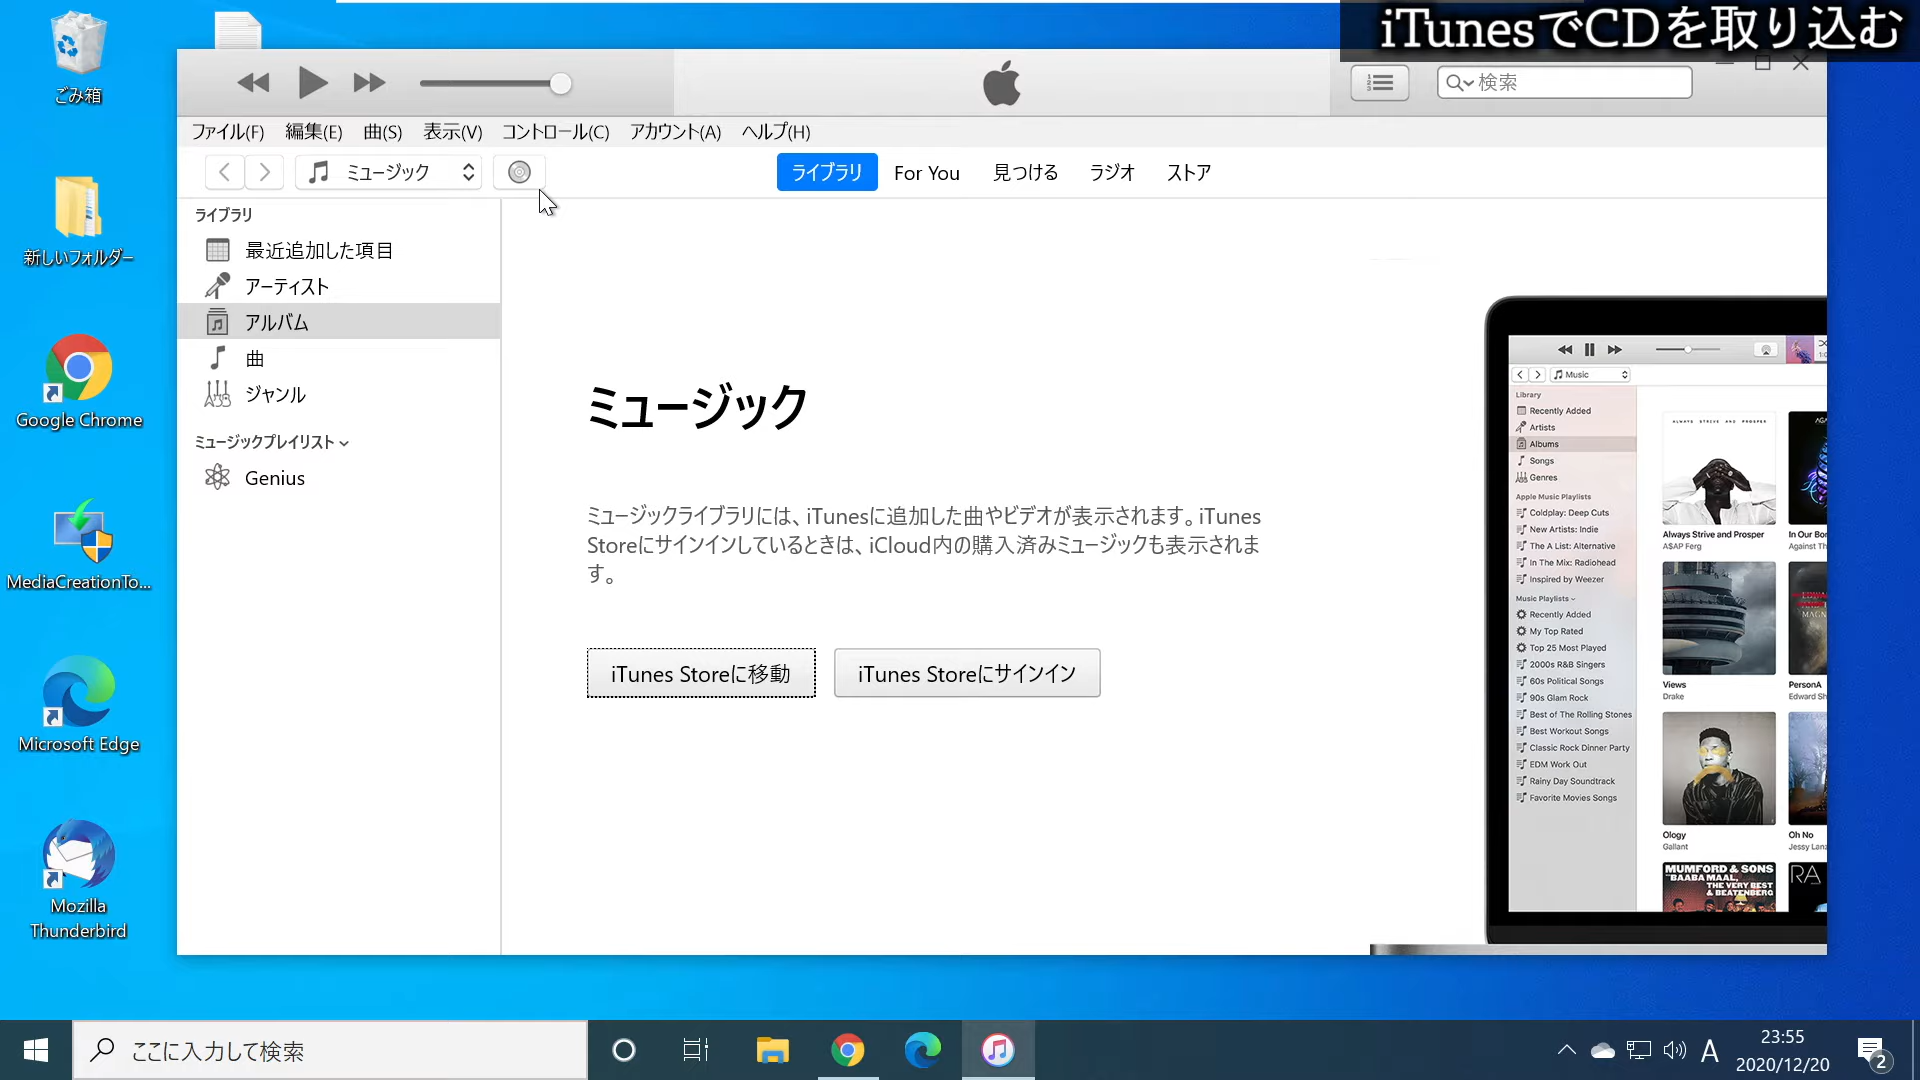 iTunesでCDを取り込む
ごみ箱
新しいフォルダー
Google Chrome
MediaCreationTo...
Microsoft Edge
Mozilla
Thunderbird
検索
ファイル(F) 編集(E) 曲(S) 表示(V) コントロール(C) アカウント(A) ヘルプ(H)
ミュージック
ライブラリ For You 見つける ラジオ ストア
ライブラリ
最近追加した項目
アーティスト
アルバム
曲
ジャンル
ミュージックプレイリスト
Genius
ミュージック
ミュージックライブラリには、iTunesに追加した曲やビデオが表示されます。iTunes
Storeにサインインしているときは、iCloud内の購入済みミュージックも表示されま
す。
iTunes Storeに移動
iTunes Storeにサインイン
Music
Library
Recently Added
Artists
Albums
Songs
Genres
Apple Music Playlists
Coldplay: Deep Cuts
New Artists: Indie
The A List: Alternative
In The Mix: Radiohead
Inspired by Weezer
Music Playlists
Recently Added
My Top Rated
Top 25 Most Played
2000s R&B Singers
60s Political Songs
90s Glam Rock
Best of The Rolling Stones
Best Workout Songs
Classic Rock Dinner Party
EDM Work Out
Rainy Day Soundtrack
Favorite Movies Songs
ALWAYS STRIVE AND PROSPER
Always Strive and Prosper
A$AP Ferg
In Our Bo
Against Th
Views
Drake
PersonA
Edward Sh
Ology
Gallant
Oh No
Jessy Lanz
MUMFORD & SONS
BAABA MAAL,
THE VERY BEST
& BEATENBERG
RA
ここに入力して検索
A
23:55
2020/12/20
2